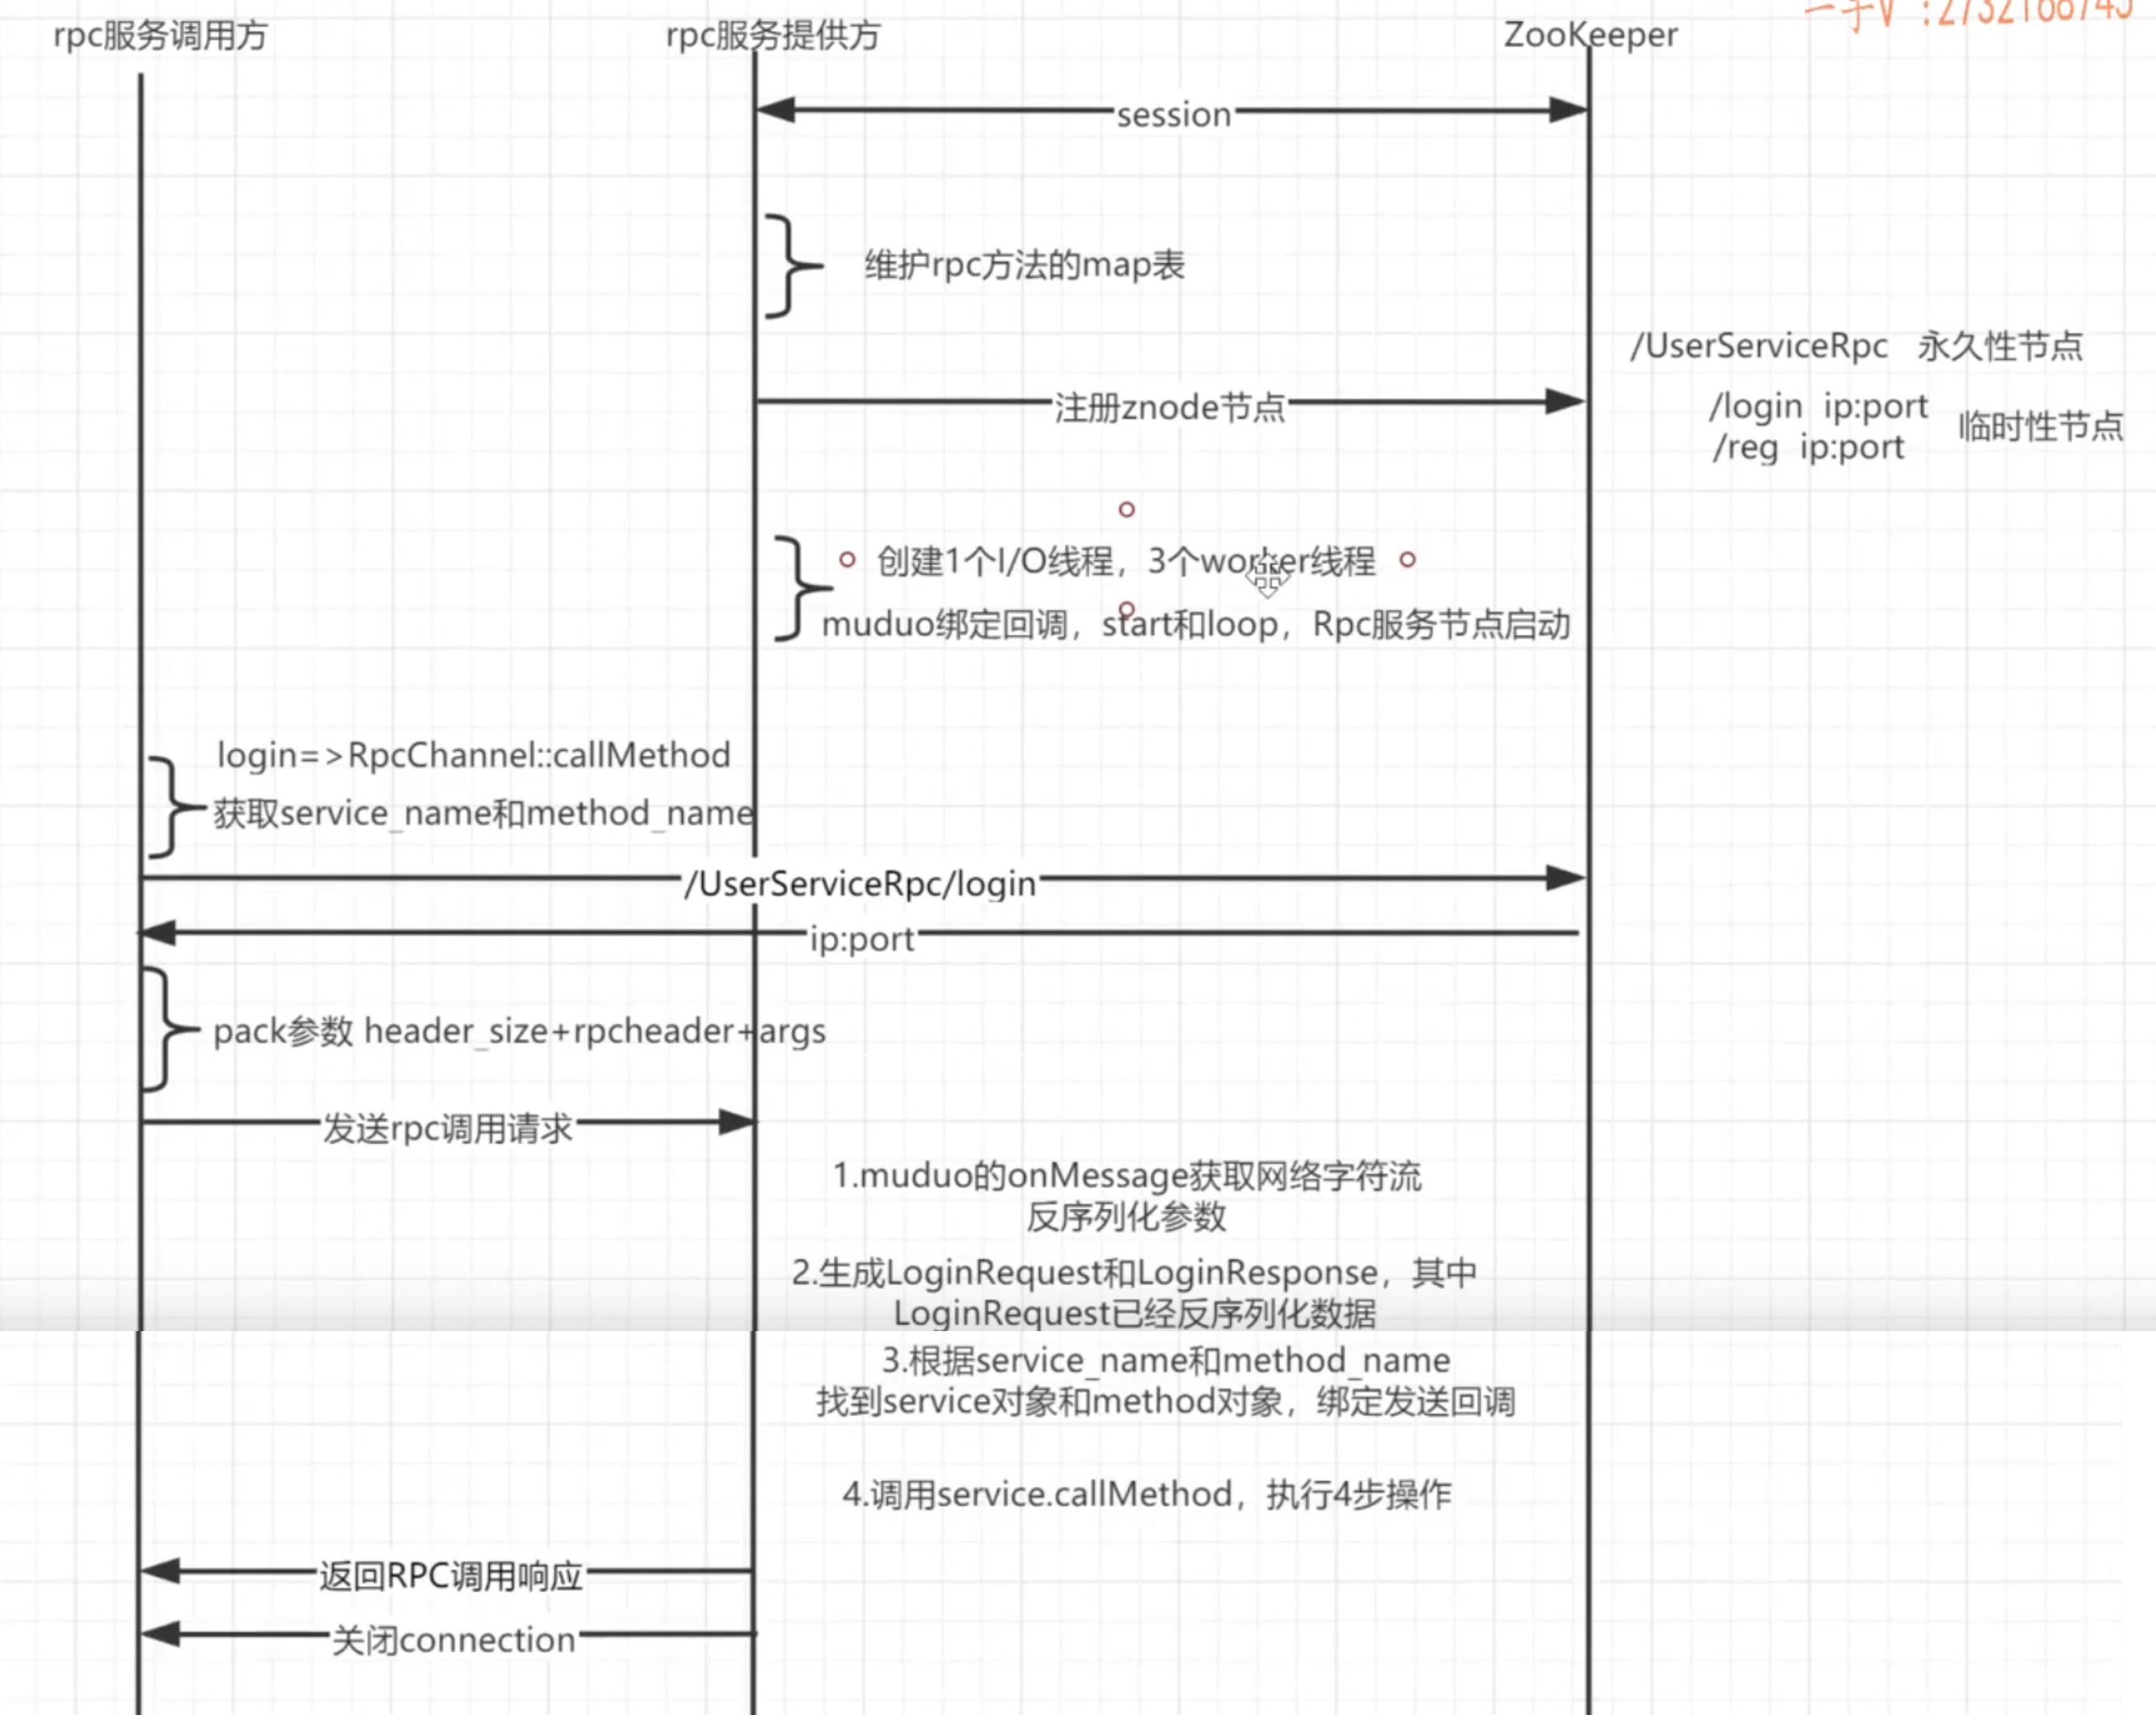 rpc服务调用方
rpc服务提供方
ZooKeeper
session
维护rpc方法的map表
/UserServiceRpc 永久性节点
注册znode节点
/login ip:port
/reg ip:port
临时性节点
创建1个I/O线程，3个worker线程
muduo绑定回调，start和loop，Rpc服务节点启动
login=>RpcChannel::callMethod
获取service_name和method_name
/UserServiceRpc/login
ip:port
pack参数 header_size+rpcheader+args
发送rpc调用请求
1.muduo的onMessage获取网络字符流
反序列化参数
2.生成LoginRequest和LoginResponse，其中
LoginRequest已经反序列化数据
3.根据service_name和method_name
找到service对象和method对象，绑定发送回调
4.调用service.callMethod，执行4步操作
返回RPC调用响应
关闭connection